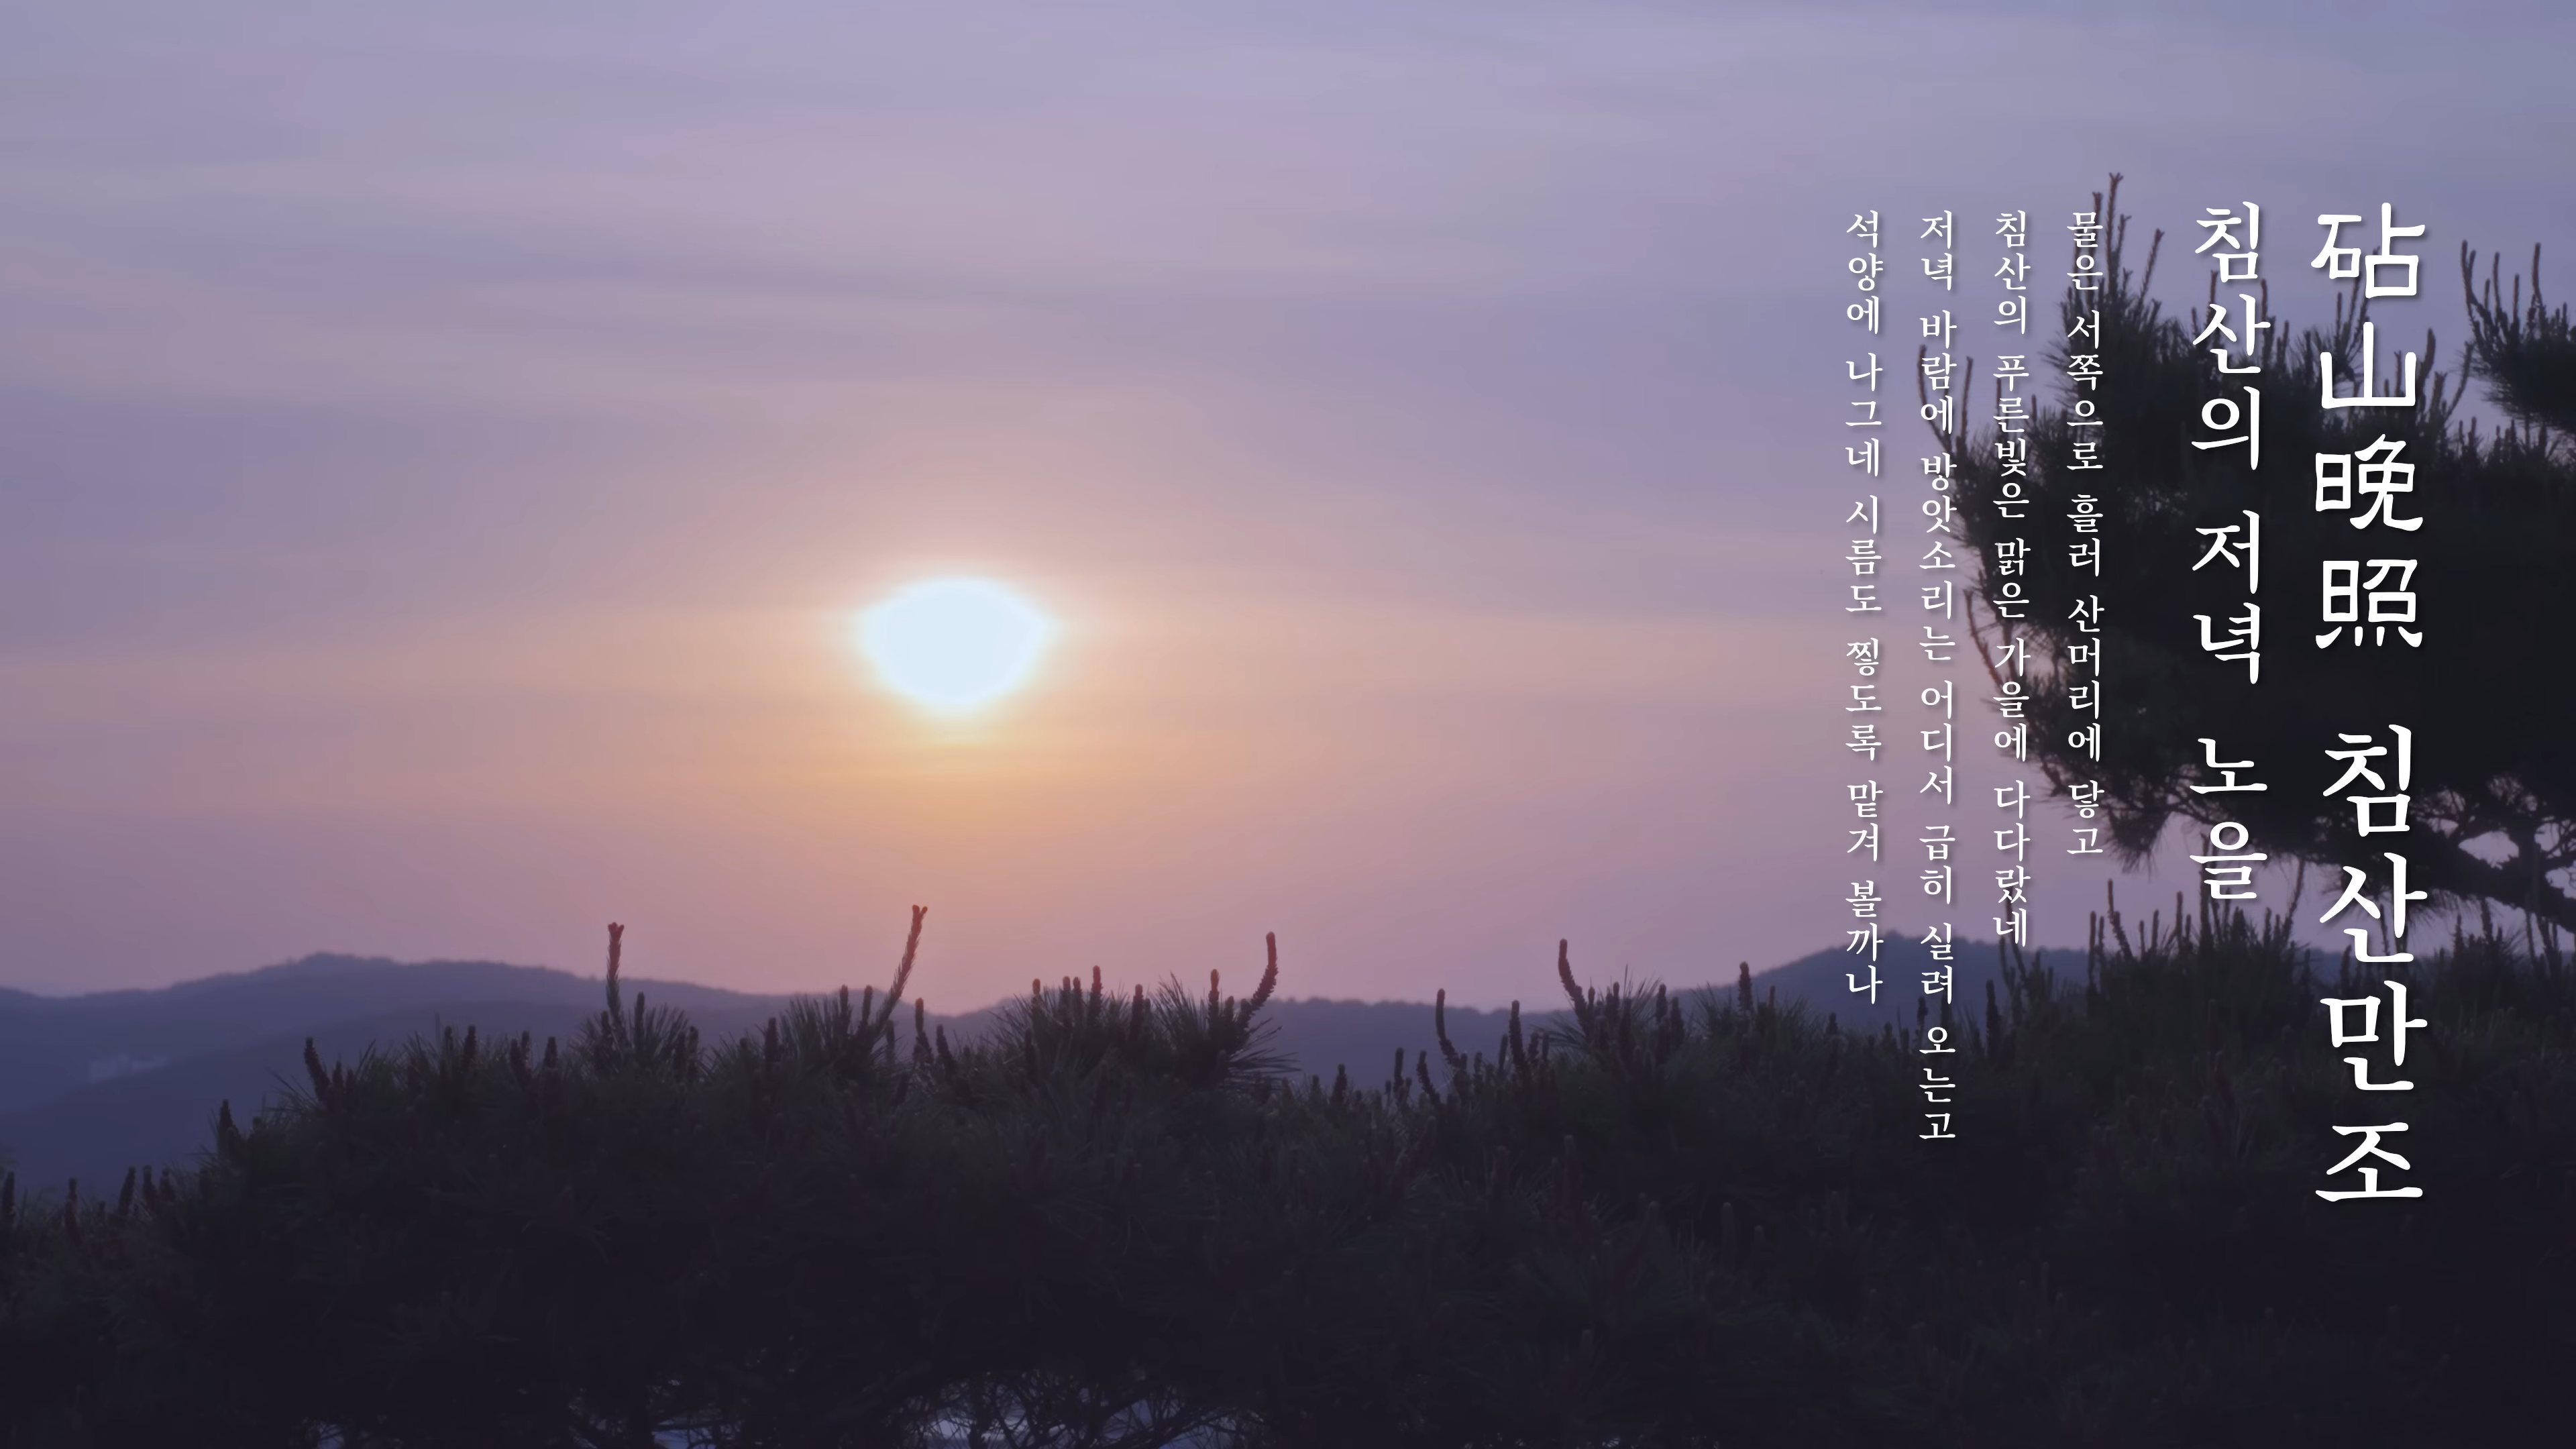 砧山晩照 침산만조
침산의 저녁 노을
물은 서쪽으로 흘러 산머리에 닿고
침산의 푸른빛은 맑은 가을에 다다랐네
저녁 바람에 방앗소리는 어디서 급히 실려 오는고
석양에 나그네 시름도 찧도록 맡겨 볼까나